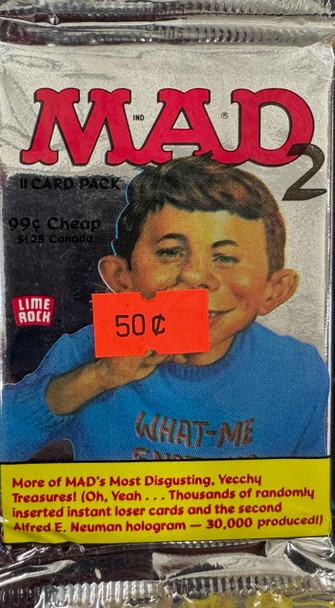 MAD
IND
®
2
11 CARD PACK
99¢ Cheap
$1.25 Canada
LIME
ROCK
50¢
WHAT-ME
More of MAD's Most Disgusting, Yecchy
Treasures! (Oh, Yeah . . . Thousands of randomly
inserted instant loser cards and the second
Alfred E. Neuman hologram — 30,000 produced!)